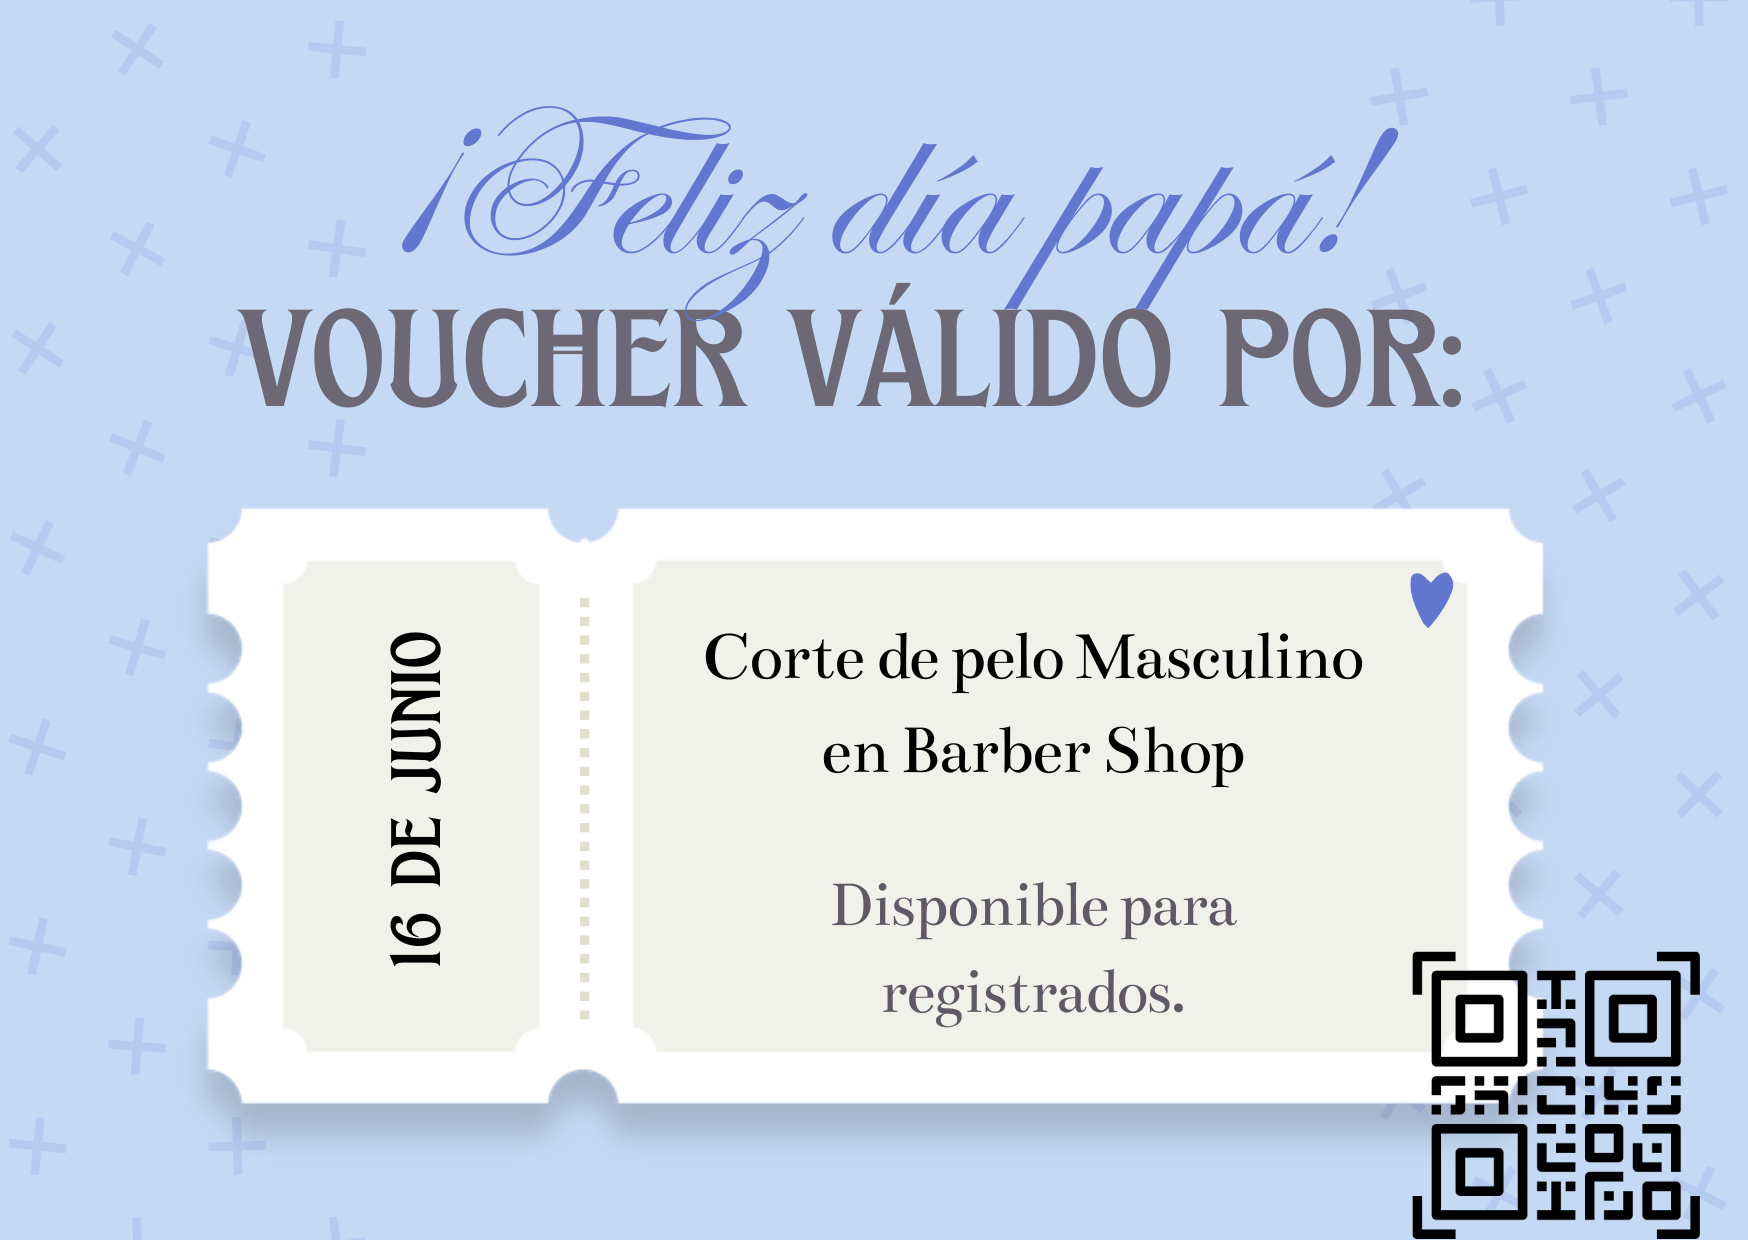 ¡Feliz día papá!
VOUCHER VÁLIDO POR:
16 DE JUNIO
Corte de pelo Masculino
en Barber Shop
Disponible para
registrados.